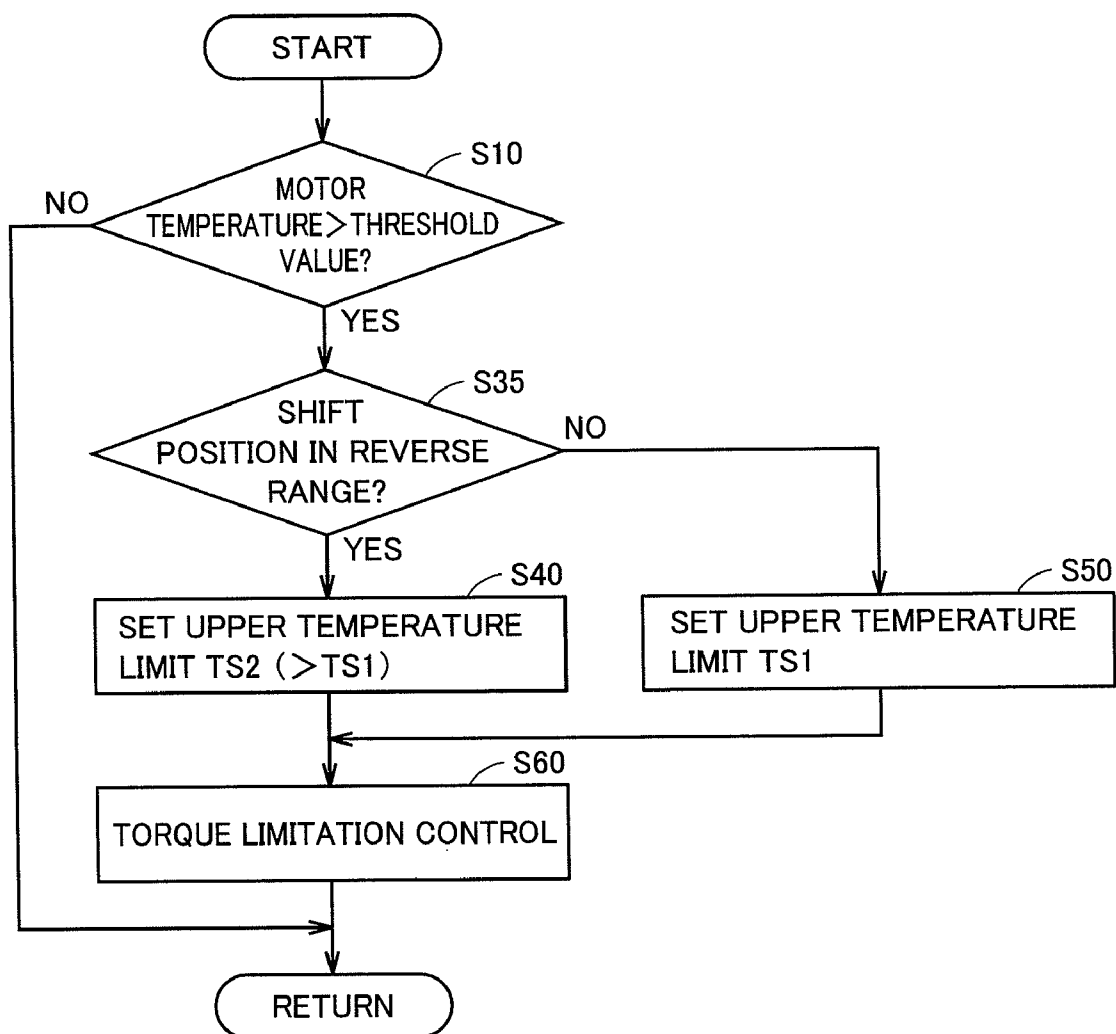 START
S10
NO
MOTOR
TEMPERATURE>THRESHOLD
VALUE?
YES
S35
SHIFT
POSITION IN REVERSE
RANGE?
NO
YES
S40
SET UPPER TEMPERATURE
LIMIT TS2 (>TS1)
S50
SET UPPER TEMPERATURE
LIMIT TS1
S60
TORQUE LIMITATION CONTROL
RETURN